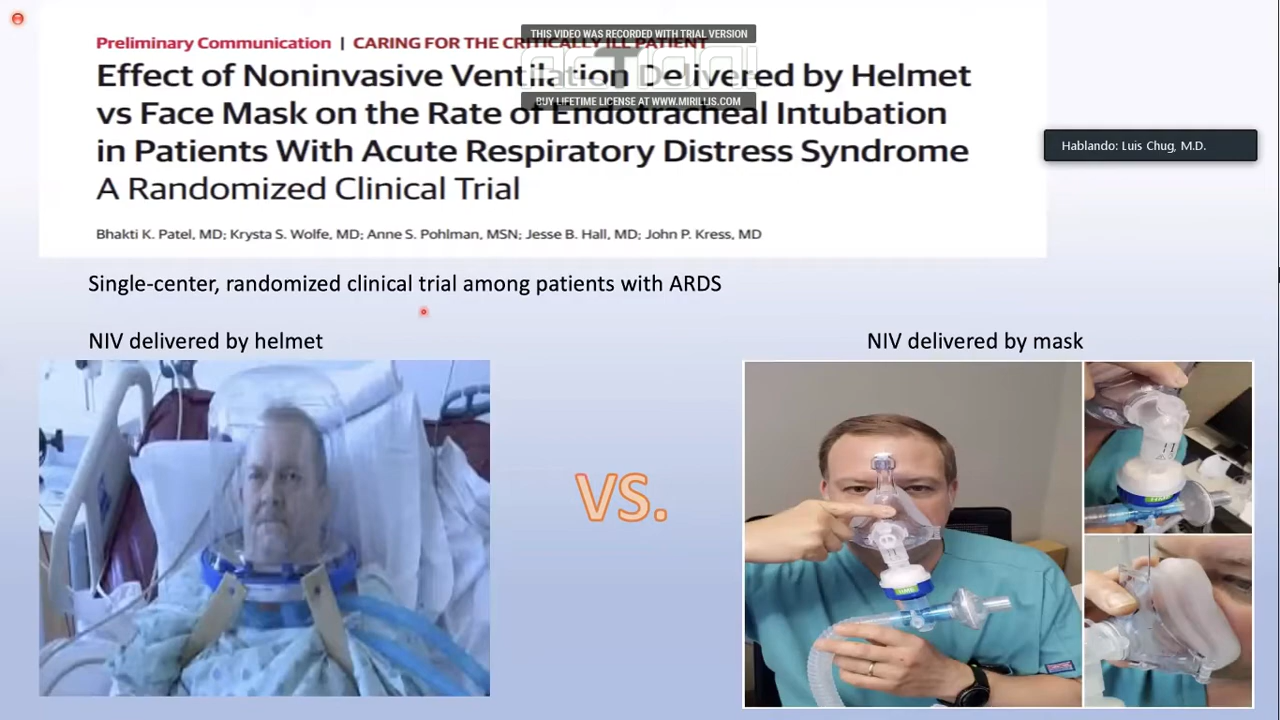 THIS VIDEO WAS RECORDED WITH TRIAL VERSION
Preliminary Communication | CARING FOR THE CRITICALLY ILL PATIENT
ACTION!
Effect of Noninvasive Ventilation Delivered by Helmet
BUY LIFETIME LICENSE AT WWW.MIRILLIS.COM
vs Face Mask on the Rate of Endotracheal Intubation
in Patients With Acute Respiratory Distress Syndrome
A Randomized Clinical Trial
Hablando: Luis Chug, M.D.
Bhakti K. Patel, MD; Krysta S. Wolfe, MD; Anne S. Pohlman, MSN; Jesse B. Hall, MD; John P. Kress, MD
Single-center, randomized clinical trial among patients with ARDS
NIV delivered by helmet
NIV delivered by mask
VS.